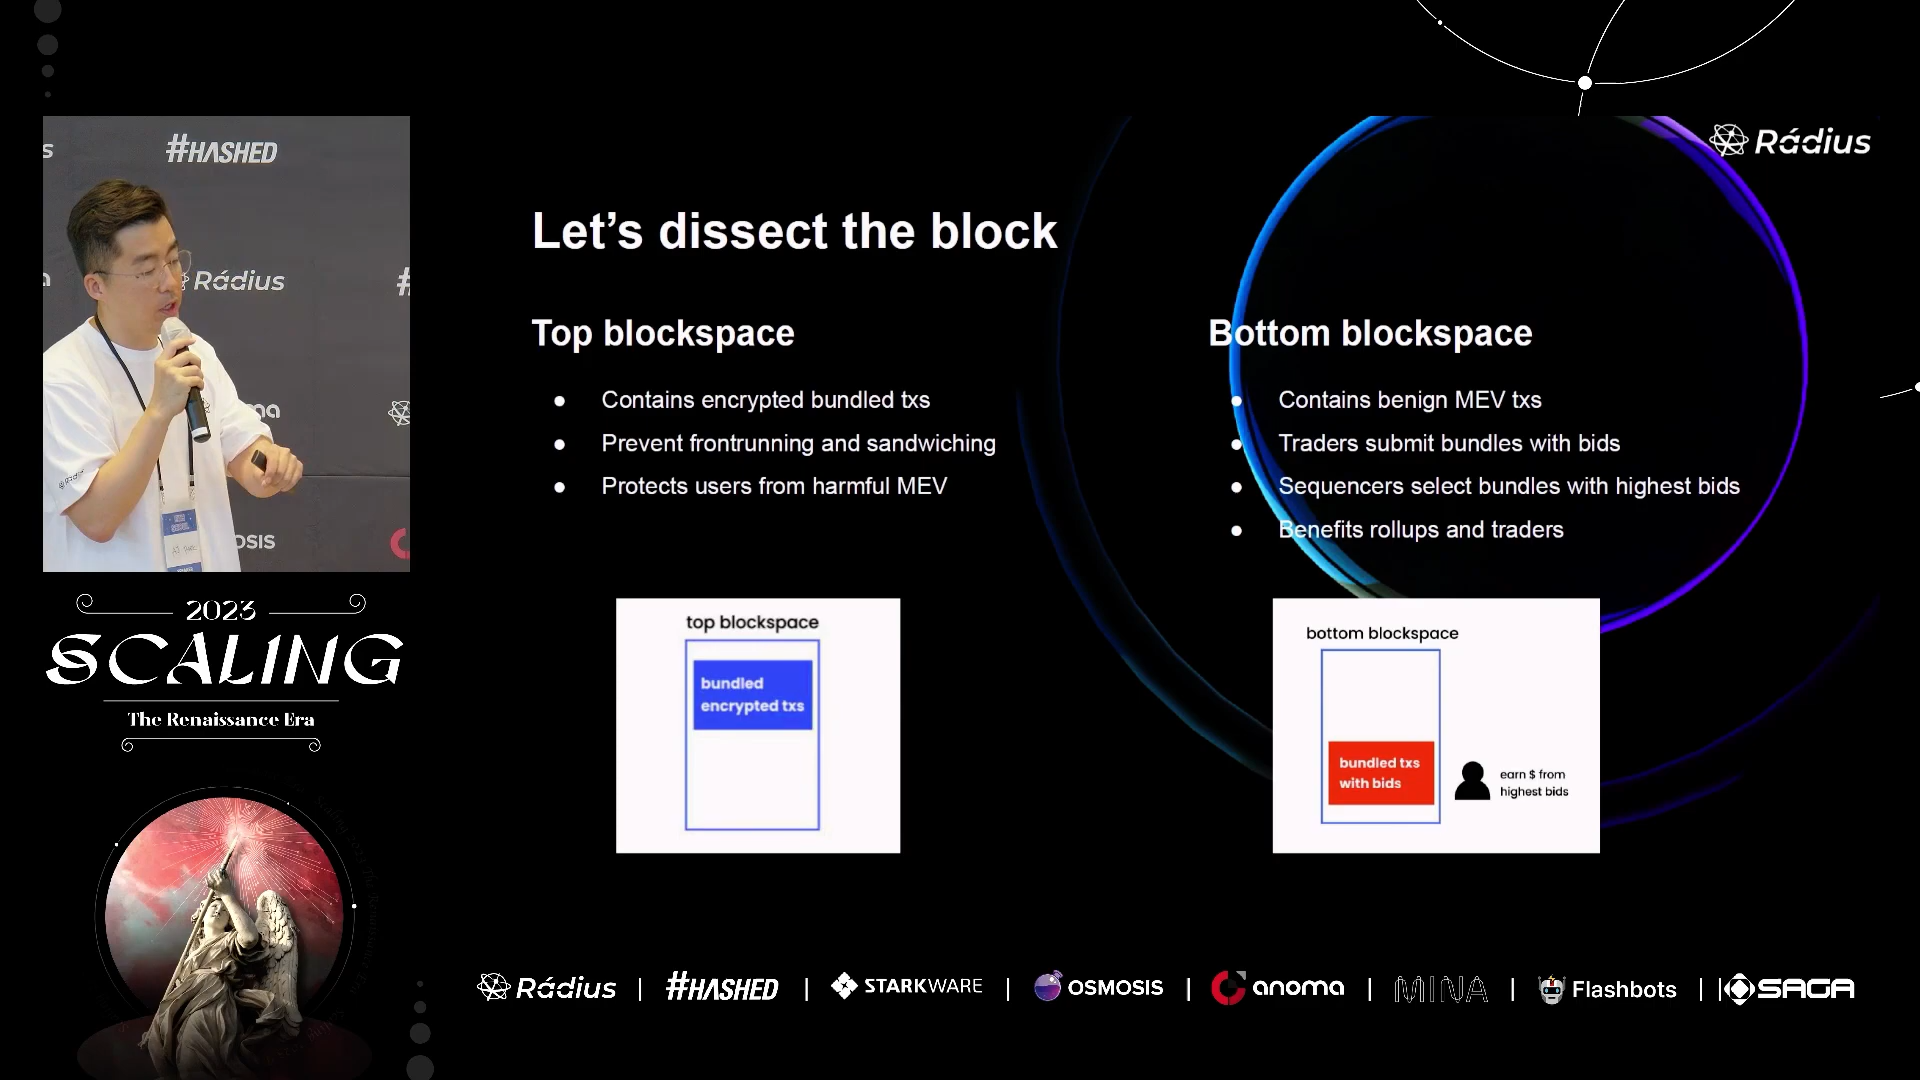 #HASHED
Rádius
OSIS
2023
SCALING
The Renaissance Era
Rádius
Let’s dissect the block
Top blockspace
● Contains encrypted bundled txs
● Prevent frontrunning and sandwiching
● Protects users from harmful MEV
Bottom blockspace
● Contains benign MEV txs
● Traders submit bundles with bids
● Sequencers select bundles with highest bids
● Benefits rollups and traders
top blockspace
bundled
encrypted txs
bottom blockspace
bundled txs
with bids
earn $ from
highest bids
Rádius | #HASHED | STARKWARE | OSMOSIS | anoma | MINA | Flashbots | | SAGA